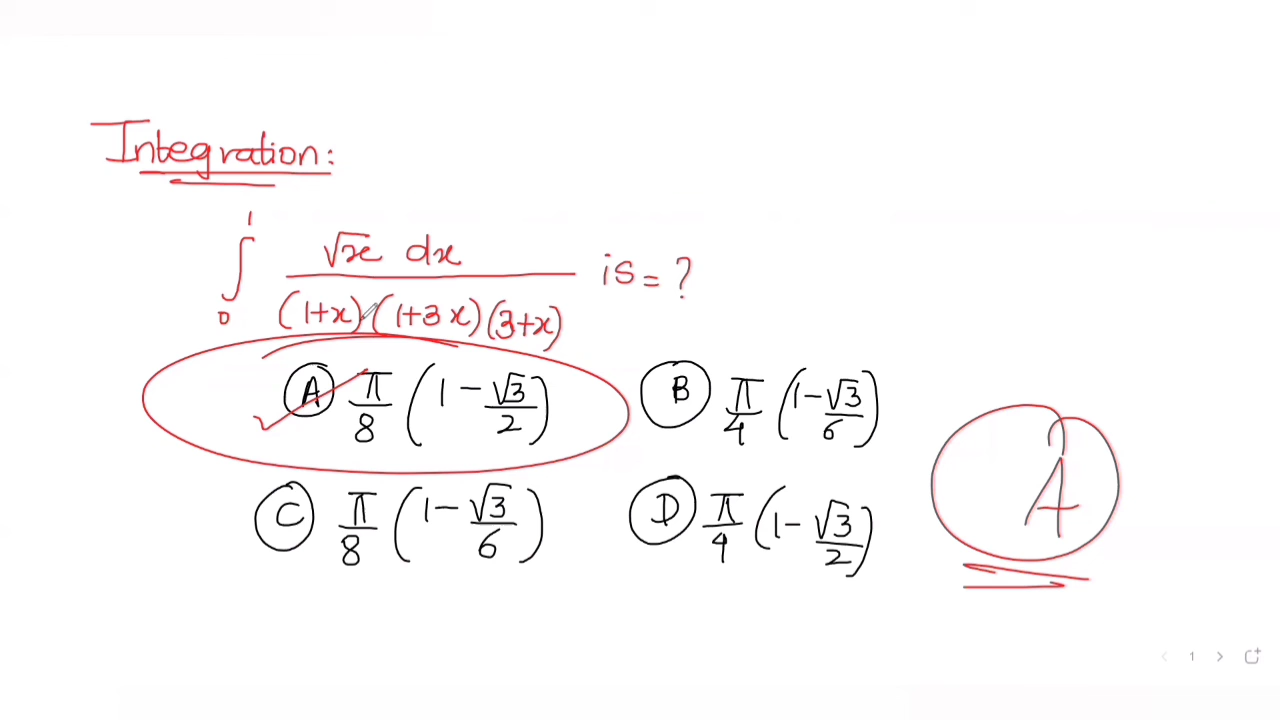 Integration:
∫₀¹ √x dx / (1+x)(1+3x)(3+x) is = ?
(A) π/8 (1 - √3/2) (B) π/4 (1 - √3/6)
(C) π/8 (1 - √3/6) (D) π/4 (1 - √3/2)
A
1